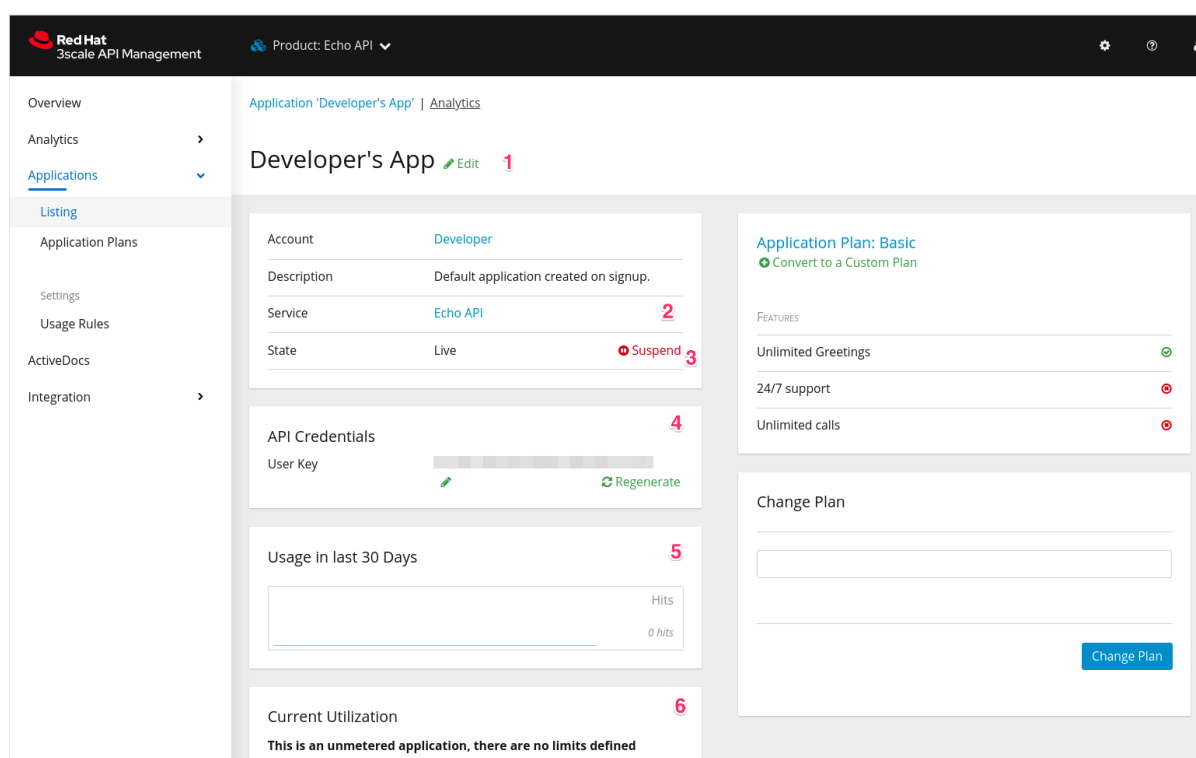 Red Hat
3scale API Management
Product: Echo API
Overview
Analytics
Applications
Listing
Application Plans
Settings
Usage Rules
ActiveDocs
Integration
Application 'Developer's App' | Analytics
Developer's App Edit 1
Account Developer
Description Default application created on signup.
Service Echo API 2
State Live Suspend 3
API Credentials 4
User Key
Regenerate
Usage in last 30 Days 5
Hits
0 hits
Current Utilization 6
This is an unmetered application, there are no limits defined
Application Plan: Basic
Convert to a Custom Plan
Features
Unlimited Greetings
24/7 support
Unlimited calls
Change Plan
Change Plan